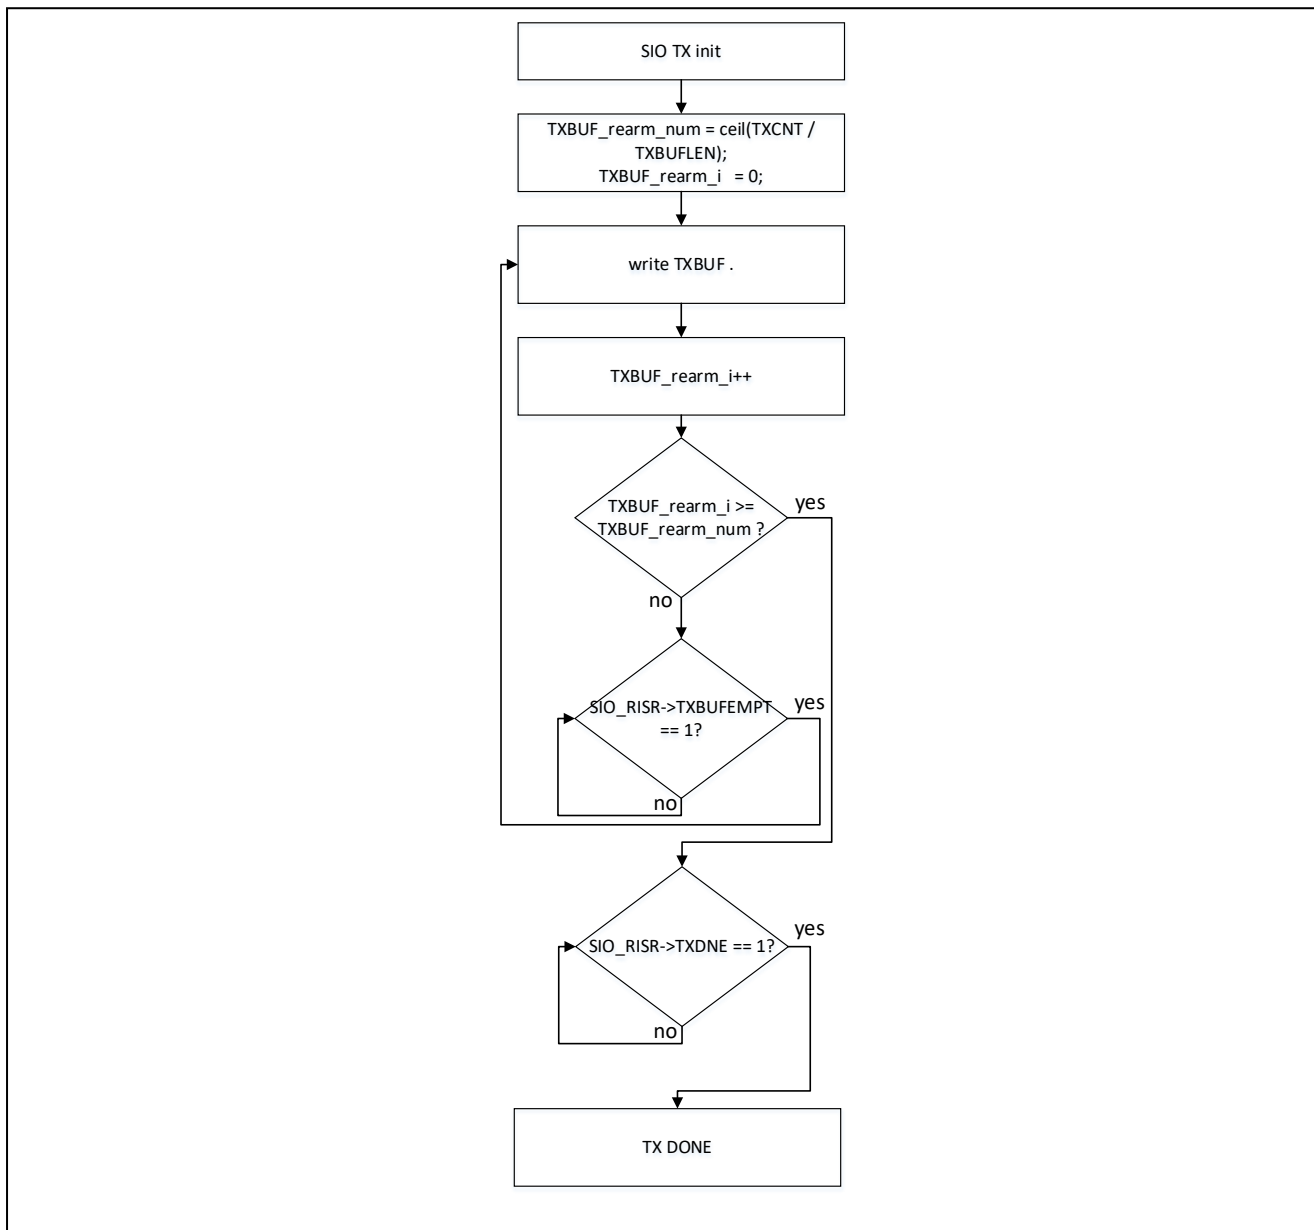 SIO TX init
TXBUF_rearm_num = ceil(TXCNT /
TXBUFLEN);
TXBUF_rearm_i = 0;
write TXBUF .
TXBUF_rearm_i++
TXBUF_rearm_i >=
TXBUF_rearm_num ?
yes
no
SIO_RISR->TXBUFEMPT
== 1?
yes
no
SIO_RISR->TXDNE == 1?
yes
no
TX DONE